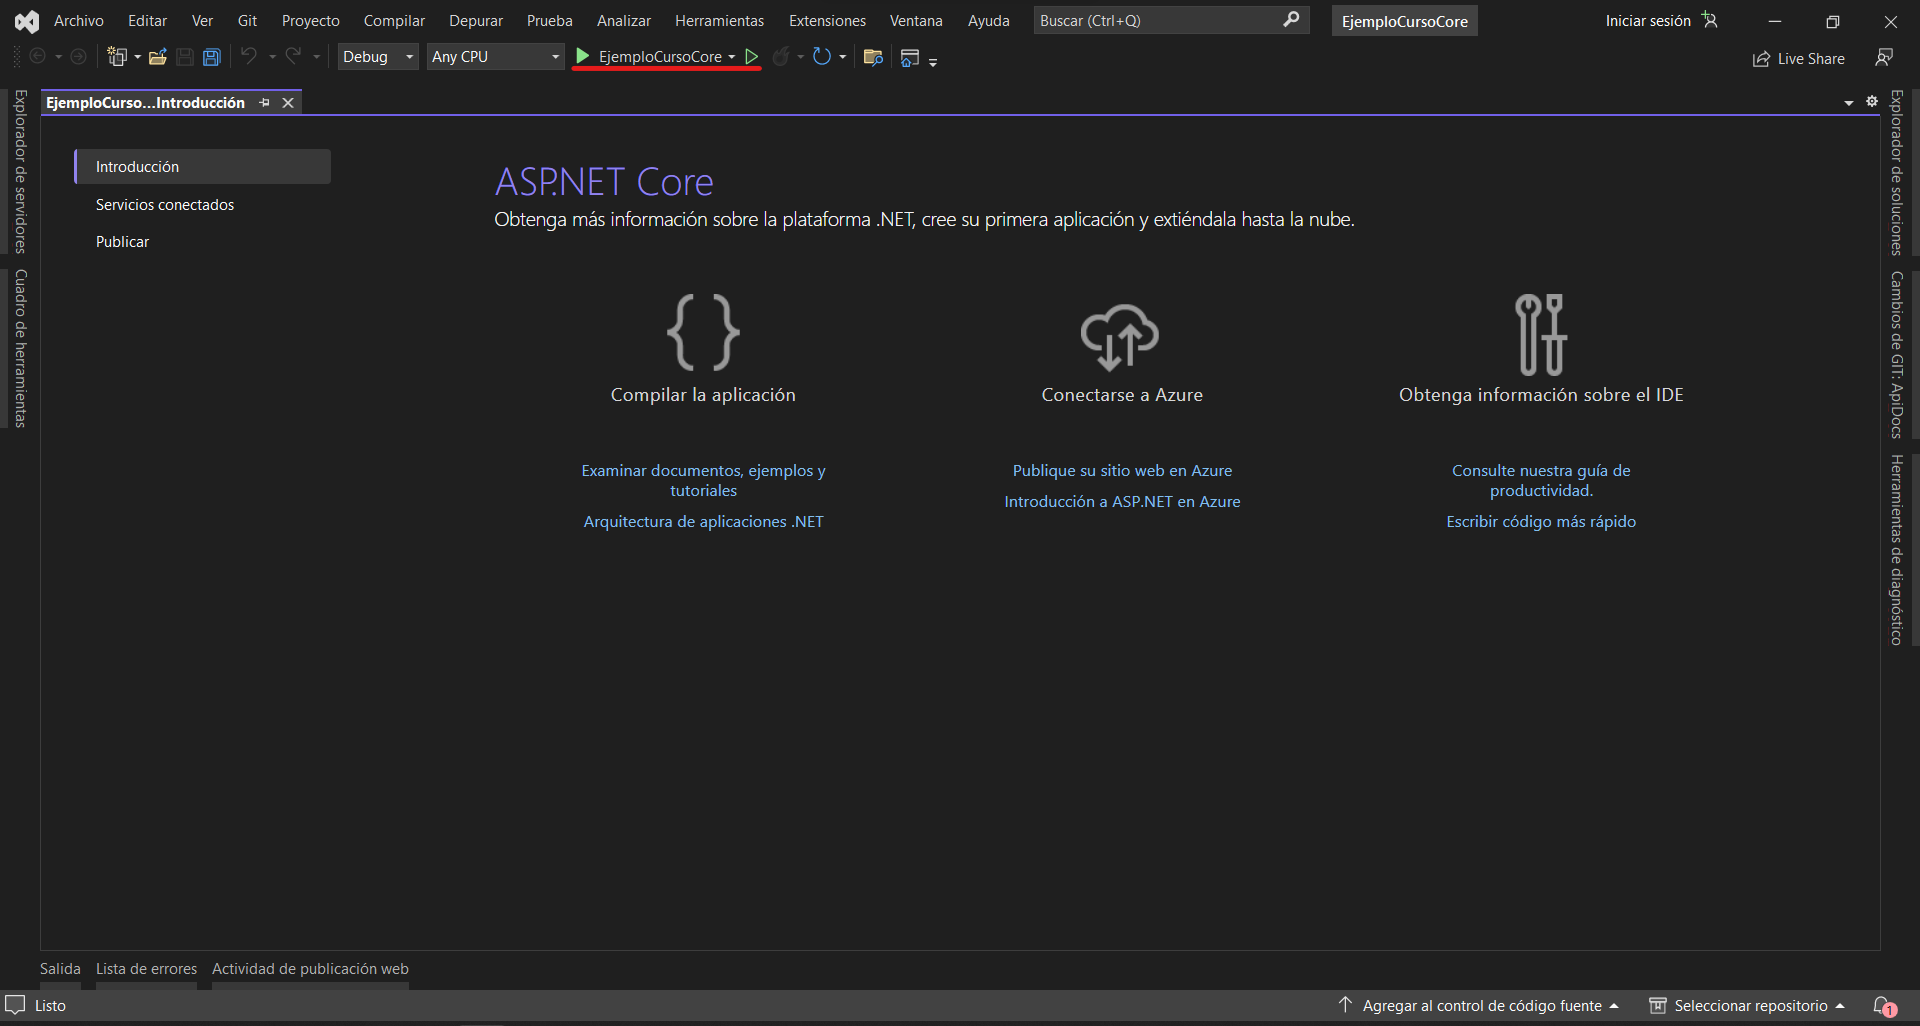 Archivo Editar Ver Git Proyecto Compilar Depurar Prueba Analizar Herramientas Extensiones Ventana Ayuda Buscar (Ctrl+Q) EjemploCursoCore Iniciar sesión
Debug Any CPU EjemploCursoCore Live Share
EjemploCurso...Introducción
Explorador de servidores
Cuadro de herramientas
Introducción
Servicios conectados
Publicar
ASP.NET Core
Obtenga más información sobre la plataforma .NET, cree su primera aplicación y extiéndala hasta la nube.
Compilar la aplicación
Examinar documentos, ejemplos y
tutoriales
Arquitectura de aplicaciones .NET
Conectarse a Azure
Publique su sitio web en Azure
Introducción a ASP.NET en Azure
Obtenga información sobre el IDE
Consulte nuestra guía de
productividad.
Escribir código más rápido
Explorador de soluciones
Cambios de GIT: ApiDocs
Herramientas de diagnóstico
Salida Lista de errores Actividad de publicación web
Listo Agregar al control de código fuente Seleccionar repositorio 1